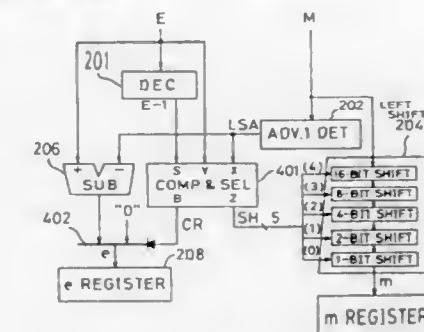 E
M
201
DEC
E-1
202
LEFT
SHIFT
204
LSA
ADV.1 DET
206
+ −
SUB
S Y X
COMP & SEL
B Z
401
(4) 16-BIT SHIFT
(3) 8-BIT SHIFT
(2) 4-BIT SHIFT
(1) 2-BIT SHIFT
(0) 1-BIT SHIFT
402
"0"
CR
SH 5
e
208
e REGISTER
m
m REGISTER